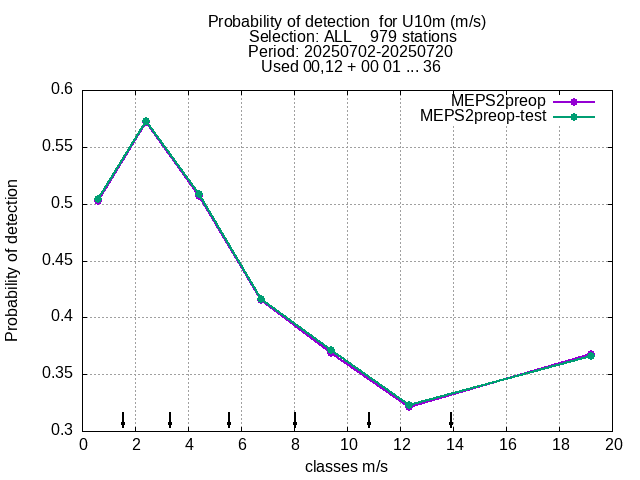 Probability of detection  for U10m (m/s)
Selection: ALL    979 stations
Period: 20250702-20250720
Used 00,12 + 00 01 ... 36
MEPS2preop
MEPS2preop-test
Probability of detection
0.6
0.55
0.5
0.45
0.4
0.35
0.3
0 2 4 6 8 10 12 14 16 18 20
classes m/s